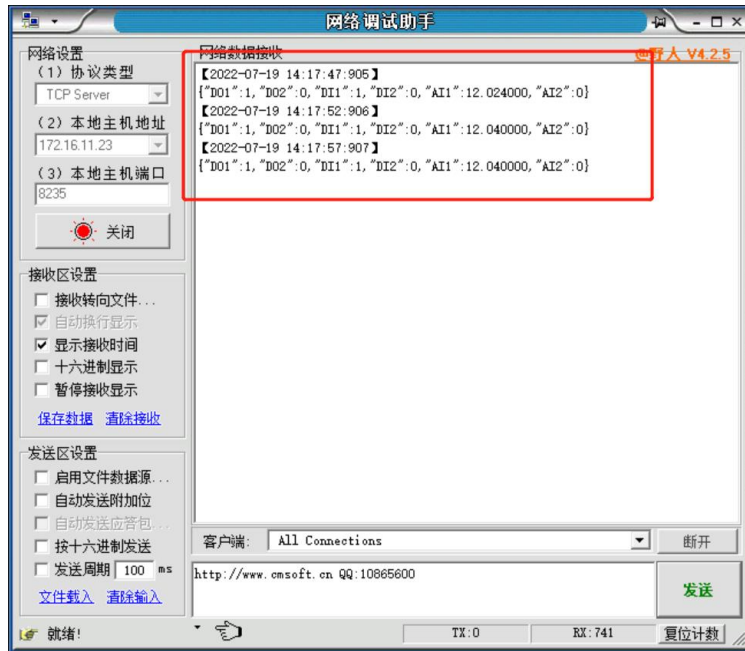 网络调试助手
网络设置
(1) 协议类型
TCP Server
(2) 本地主机地址
172.16.11.23
(3) 本地主机端口
8235
关闭
接收区设置
接收转向文件...
自动换行显示
显示接收时间
十六进制显示
暂停接收显示
保存数据 清除接收
发送区设置
启用文件数据源...
自动发送附加位
自动发送应答包...
按十六进制发送
发送周期 100 ms
文件载入 清除输入
网络数据接收
@野人 V4.2.5
【2022-07-19 14:17:47:905】
{"DO1":1,"DO2":0,"DI1":1,"DI2":0,"AI1":12.024000,"AI2":0}
【2022-07-19 14:17:52:906】
{"DO1":1,"DO2":0,"DI1":1,"DI2":0,"AI1":12.040000,"AI2":0}
【2022-07-19 14:17:57:907】
{"DO1":1,"DO2":0,"DI1":1,"DI2":0,"AI1":12.040000,"AI2":0}
客户端: All Connections
断开
http://www.cmsoft.cn QQ:10865600
发送
就绪!
TX:0
RX:741
复位计数